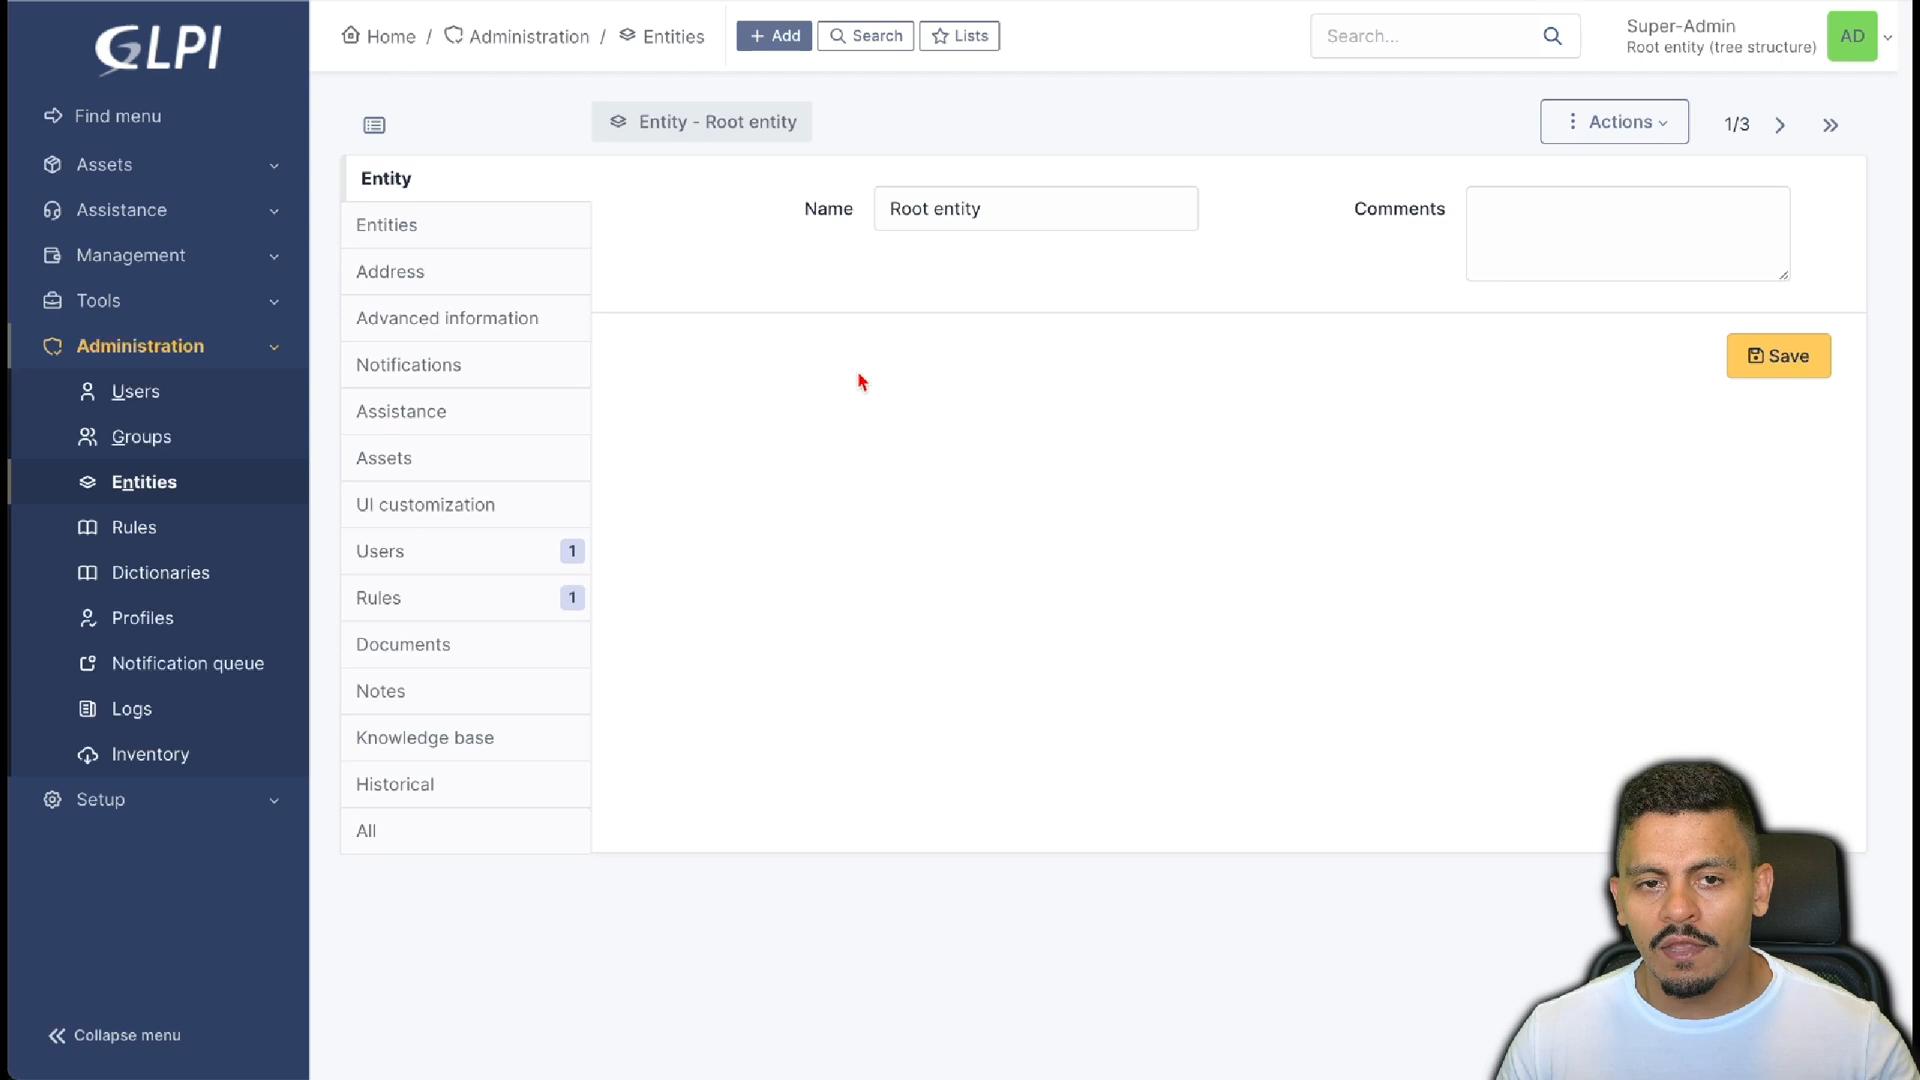 GLPI
Home / Administration / Entities
+ Add
Search
Lists
Search...
Super-Admin
Root entity (tree structure)
AD
Find menu
Assets
Assistance
Management
Tools
Administration
Users
Groups
Entities
Rules
Dictionaries
Profiles
Notification queue
Logs
Inventory
Setup
Collapse menu
Entity - Root entity
Actions
1/3
Entity
Entities
Address
Advanced information
Notifications
Assistance
Assets
UI customization
Users 1
Rules 1
Documents
Notes
Knowledge base
Historical
All
Name
Root entity
Comments
Save